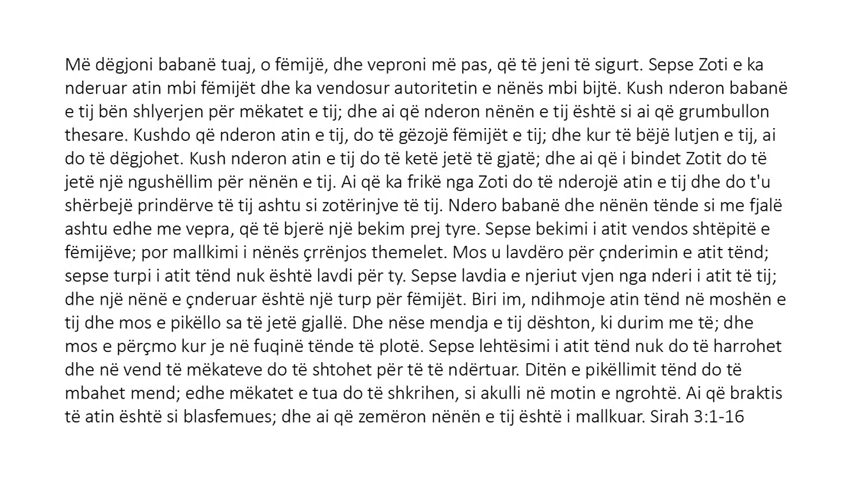 Më dëgjoni babanë tuaj, o fëmijë, dhe veproni më pas, që të jeni të sigurt. Sepse Zoti e ka
nderuar atin mbi fëmijët dhe ka vendosur autoritetin e nënës mbi bijtë. Kush nderon babanë
e tij bën shlyerjen për mëkatet e tij; dhe ai që nderon nënën e tij është si ai që grumbullon
thesare. Kushdo që nderon atin e tij, do të gëzojë fëmijët e tij; dhe kur të bëjë lutjen e tij, ai
do të dëgjohet. Kush nderon atin e tij do të ketë jetë të gjatë; dhe ai që i bindet Zotit do të
jetë një ngushëllim për nënën e tij. Ai që ka frikë nga Zoti do të nderojë atin e tij dhe do t'u
shërbejë prindërve të tij ashtu si zotërinjve të tij. Ndero babanë dhe nënën tënde si me fjalë
ashtu edhe me vepra, që të bjerë një bekim prej tyre. Sepse bekimi i atit vendos shtëpitë e
fëmijëve; por mallkimi i nënës çrrënjos themelet. Mos u lavdëro për çnderimin e atit tënd;
sepse turpi i atit tënd nuk është lavdi për ty. Sepse lavdia e njeriut vjen nga nderi i atit të tij;
dhe një nënë e çnderuar është një turp për fëmijët. Biri im, ndihmoje atin tënd në moshën e
tij dhe mos e pikëllo sa të jetë gjallë. Dhe nëse mendja e tij dështon, ki durim me të; dhe
mos e përçmo kur je në fuqinë tënde të plotë. Sepse lehtësimi i atit tënd nuk do të harrohet
dhe në vend të mëkateve do të shtohet për të të ndërtuar. Ditën e pikëllimit tënd do të
mbahet mend; edhe mëkatet e tua do të shkrihen, si akulli në motin e ngrohtë. Ai që braktis
të atin është si blasfemues; dhe ai që zemëron nënën e tij është i mallkuar. Sirah 3:1-16